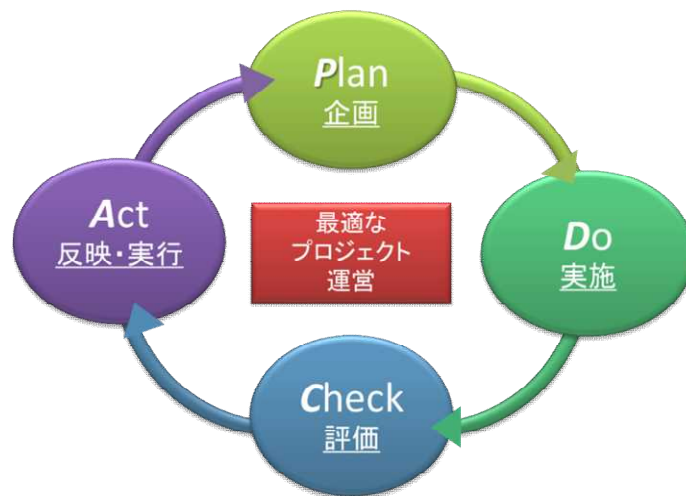 Plan
企画
Do
実施
Check
評価
Act
反映・実行
最適な
プロジェクト
運営